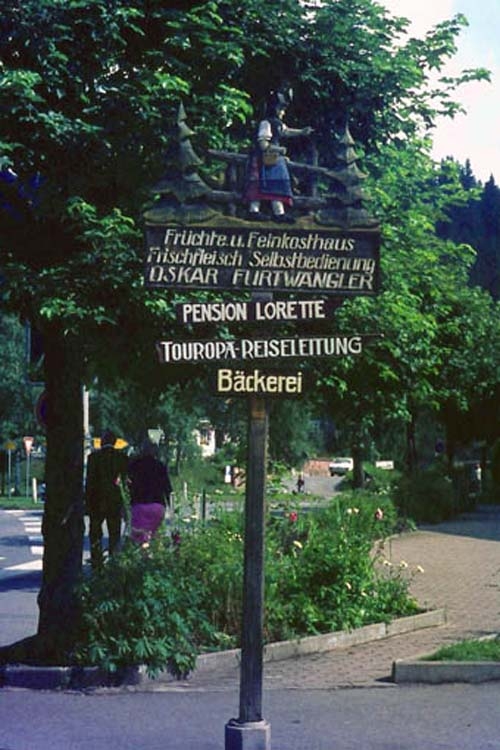 Früchte.u.Feinkosthaus
Frischfleisch Selbstbedienung
OSKAR FURTWÄNGLER
PENSION LORETTE
TOUROPA-REISELEITUNG
Bäckerei